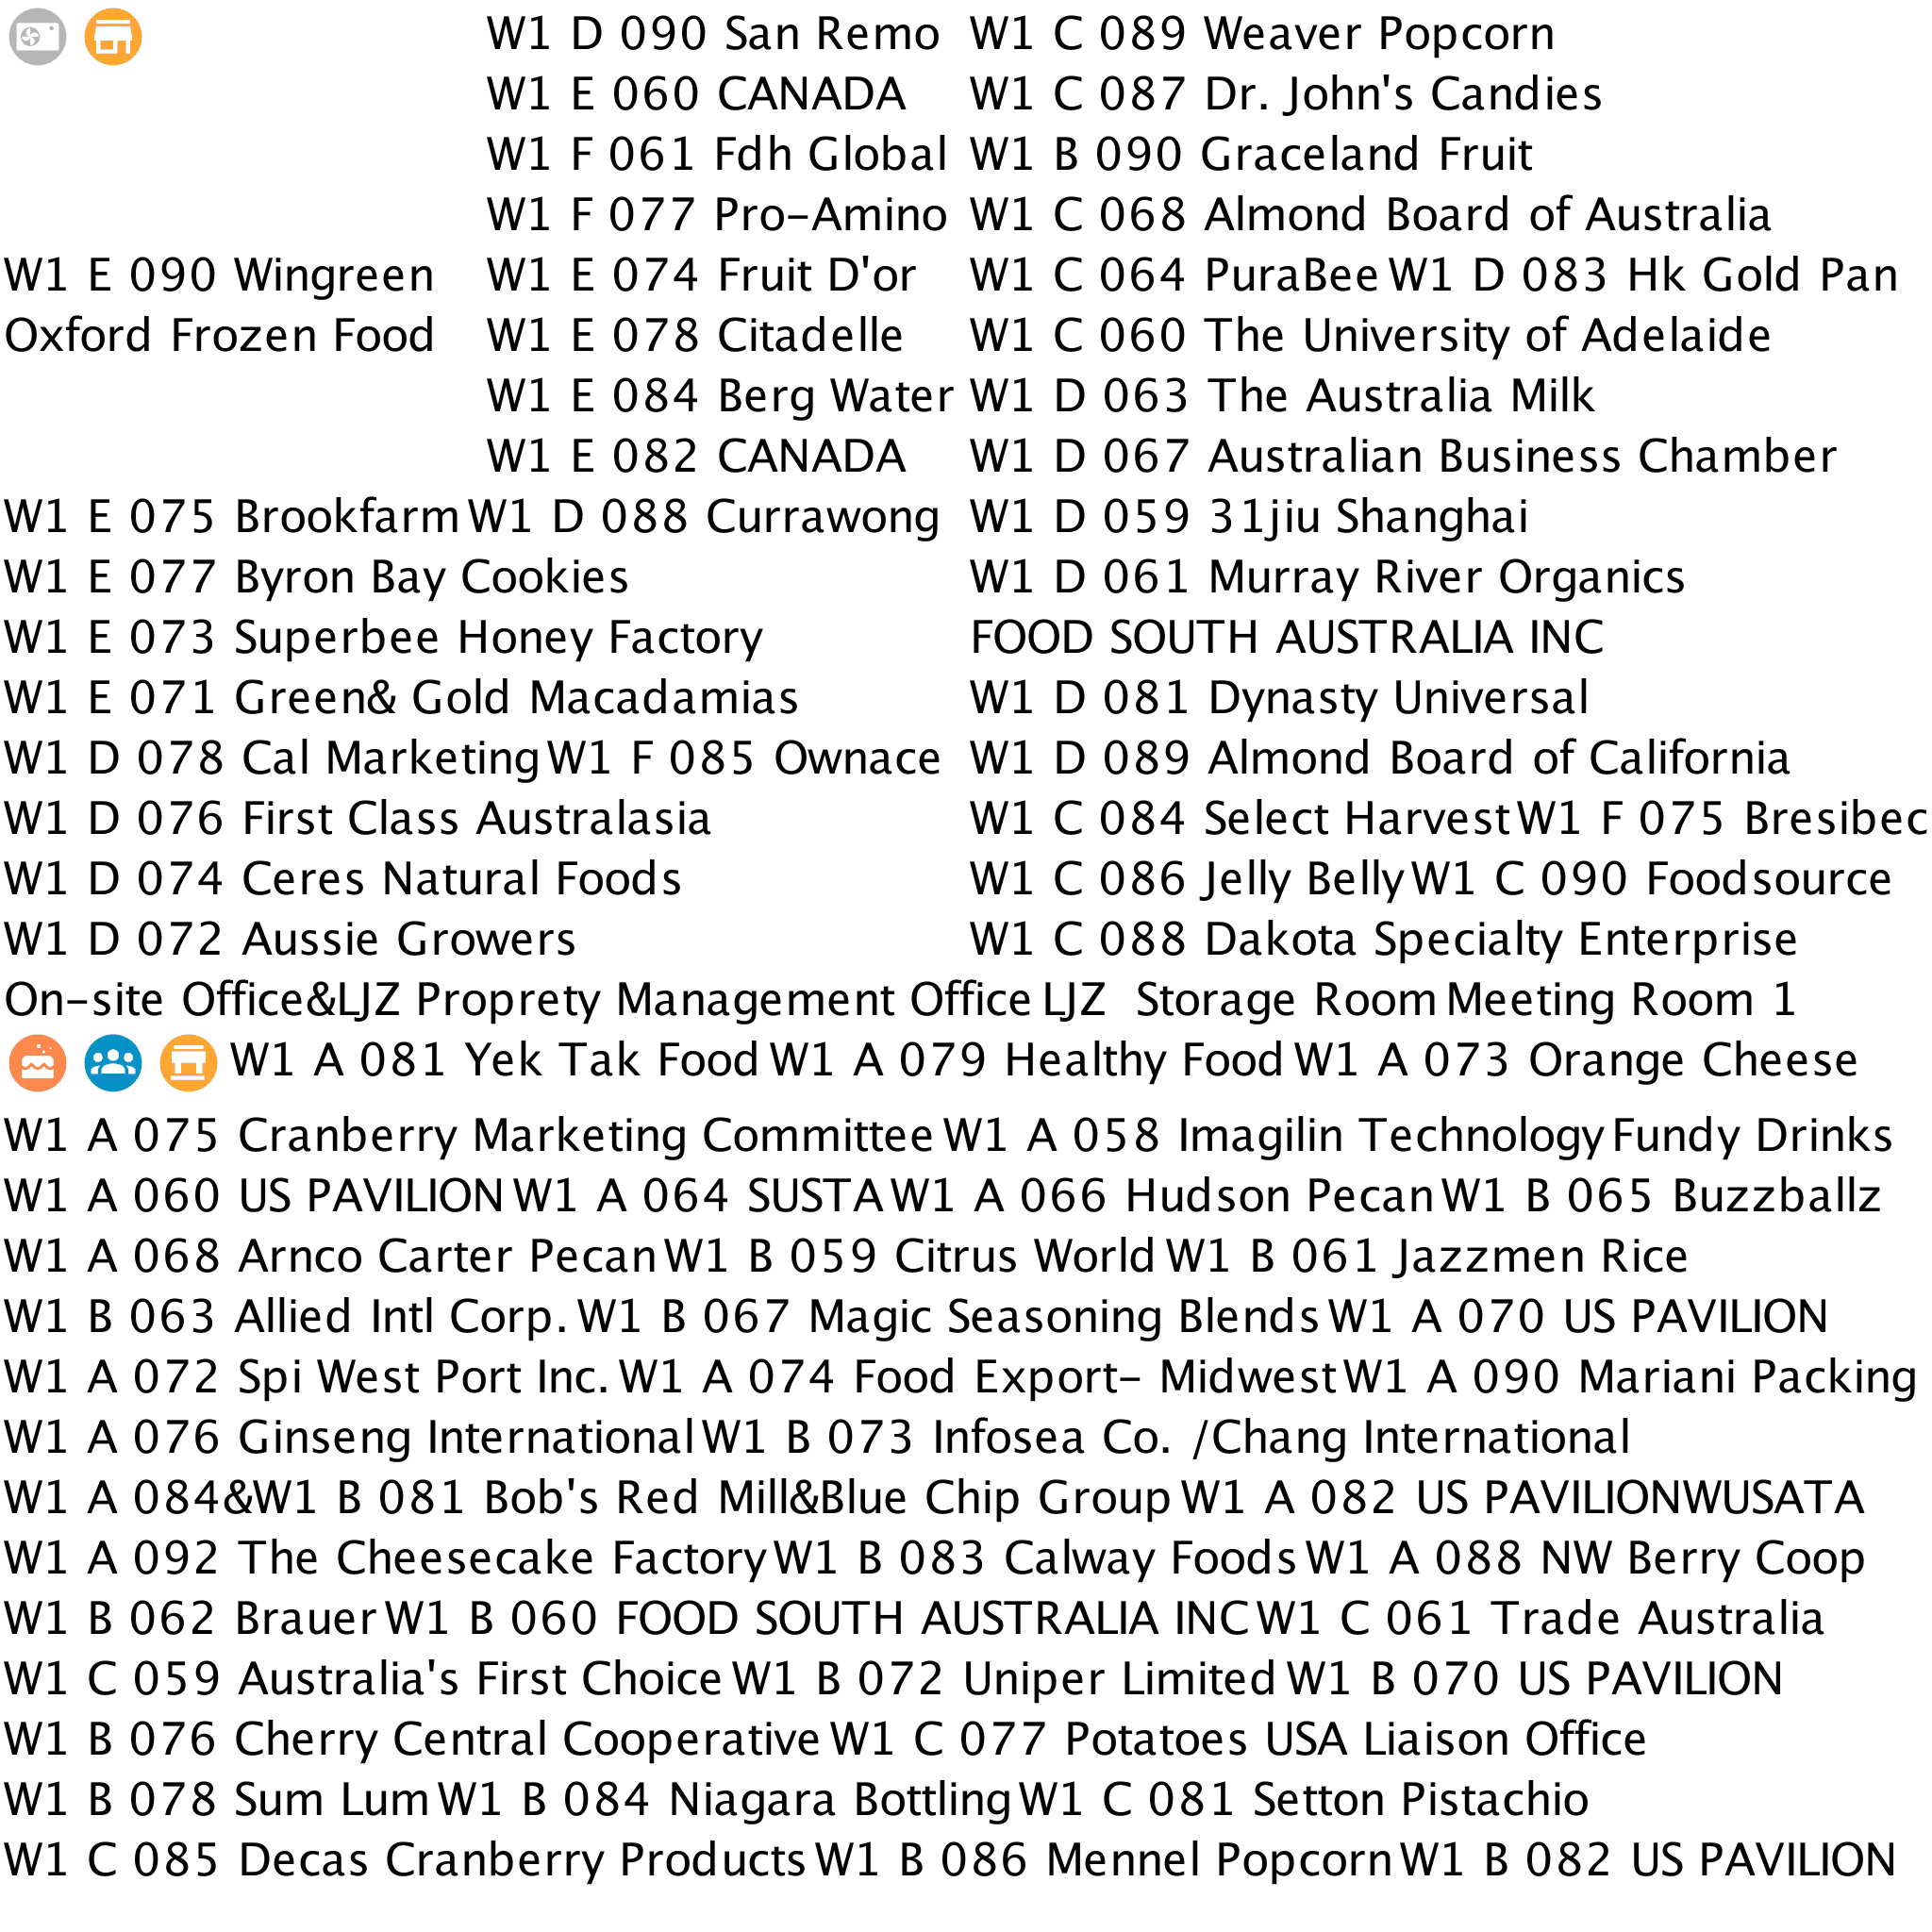 W1 D 090 San Remo W1 C 089 Weaver Popcorn
W1 E 060 CANADA W1 C 087 Dr. John's Candies
W1 F 061 Fdh Global W1 B 090 Graceland Fruit
W1 F 077 Pro-Amino W1 C 068 Almond Board of Australia
W1 E 090 Wingreen W1 E 074 Fruit D'or W1 C 064 PuraBee W1 D 083 Hk Gold Pan
Oxford Frozen Food W1 E 078 Citadelle W1 C 060 The University of Adelaide
W1 E 084 Berg Water W1 D 063 The Australia Milk
W1 E 082 CANADA W1 D 067 Australian Business Chamber
W1 E 075 Brookfarm W1 D 088 Currawong W1 D 059 31jiu Shanghai
W1 E 077 Byron Bay Cookies W1 D 061 Murray River Organics
W1 E 073 Superbee Honey Factory FOOD SOUTH AUSTRALIA INC
W1 E 071 Green& Gold Macadamias W1 D 081 Dynasty Universal
W1 D 078 Cal Marketing W1 F 085 Ownace W1 D 089 Almond Board of California
W1 D 076 First Class Australasia W1 C 084 Select Harvest W1 F 075 Bresibec
W1 D 074 Ceres Natural Foods W1 C 086 Jelly Belly W1 C 090 Foodsource
W1 D 072 Aussie Growers W1 C 088 Dakota Specialty Enterprise
On-site Office&LJZ Proprety Management Office LJZ Storage Room Meeting Room 1
W1 A 081 Yek Tak Food W1 A 079 Healthy Food W1 A 073 Orange Cheese
W1 A 075 Cranberry Marketing Committee W1 A 058 Imagilin Technology Fundy Drinks
W1 A 060 US PAVILION W1 A 064 SUSTA W1 A 066 Hudson Pecan W1 B 065 Buzzballz
W1 A 068 Arnco Carter Pecan W1 B 059 Citrus World W1 B 061 Jazzmen Rice
W1 B 063 Allied Intl Corp. W1 B 067 Magic Seasoning Blends W1 A 070 US PAVILION
W1 A 072 Spi West Port Inc. W1 A 074 Food Export- Midwest W1 A 090 Mariani Packing
W1 A 076 Ginseng International W1 B 073 Infosea Co. /Chang International
W1 A 084&W1 B 081 Bob's Red Mill&Blue Chip Group W1 A 082 US PAVILIONWUSATA
W1 A 092 The Cheesecake Factory W1 B 083 Calway Foods W1 A 088 NW Berry Coop
W1 B 062 Brauer W1 B 060 FOOD SOUTH AUSTRALIA INC W1 C 061 Trade Australia
W1 C 059 Australia's First Choice W1 B 072 Uniper Limited W1 B 070 US PAVILION
W1 B 076 Cherry Central Cooperative W1 C 077 Potatoes USA Liaison Office
W1 B 078 Sum Lum W1 B 084 Niagara Bottling W1 C 081 Setton Pistachio
W1 C 085 Decas Cranberry Products W1 B 086 Mennel Popcorn W1 B 082 US PAVILION